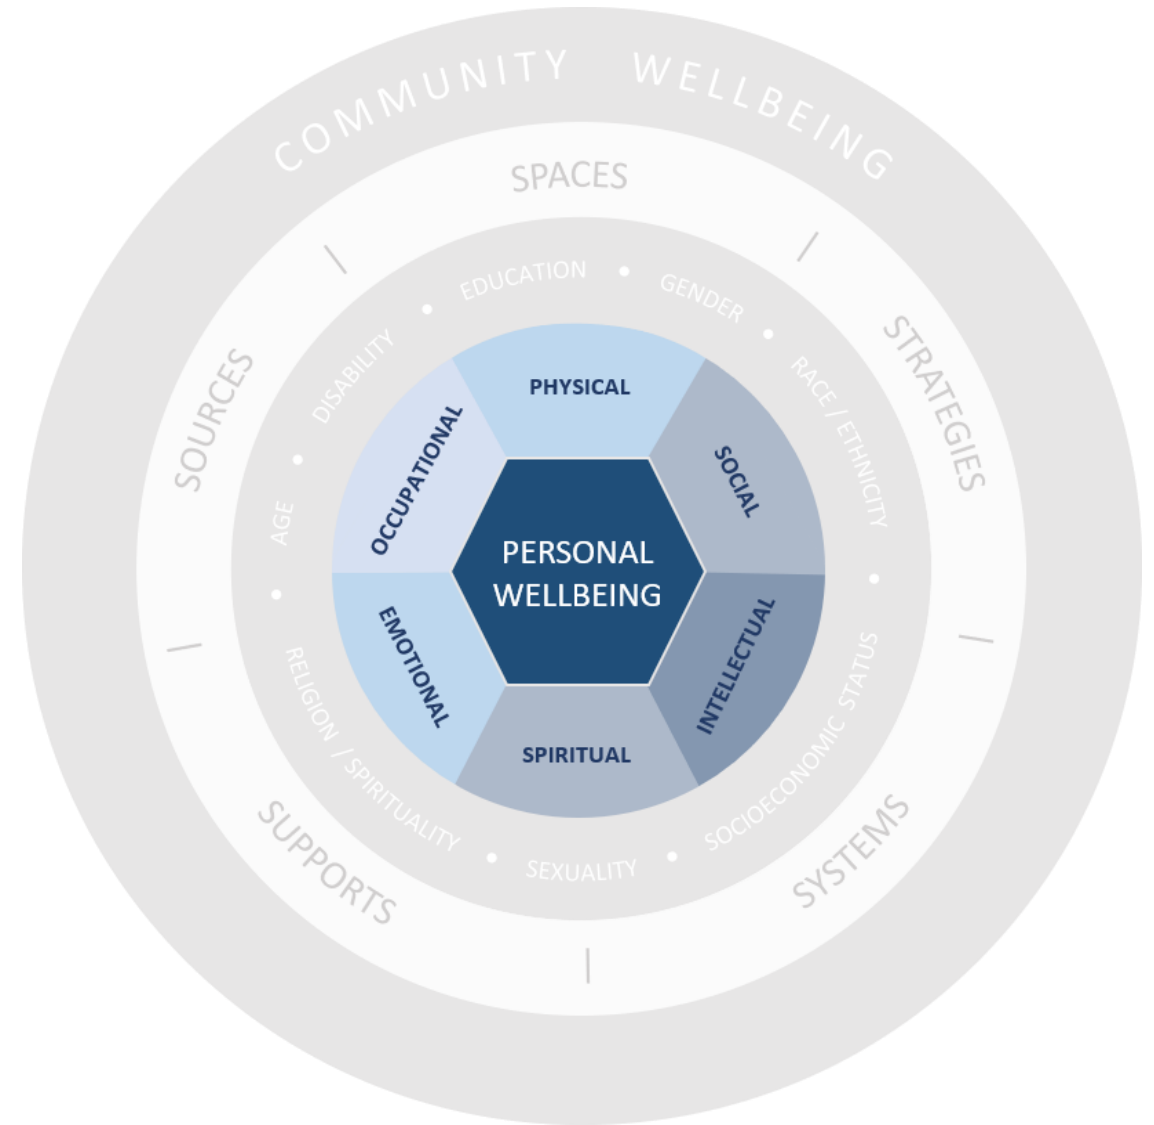 COMMUNITY WELLBEING
SPACES
STRATEGIES
SYSTEMS
SUPPORTS
SOURCES
EDUCATION
GENDER
RACE / ETHNICITY
SOCIOECONOMIC STATUS
SEXUALITY
RELIGION / SPIRITUALITY
AGE
DISABILITY
PHYSICAL
SOCIAL
INTELLECTUAL
SPIRITUAL
EMOTIONAL
OCCUPATIONAL
PERSONAL
WELLBEING